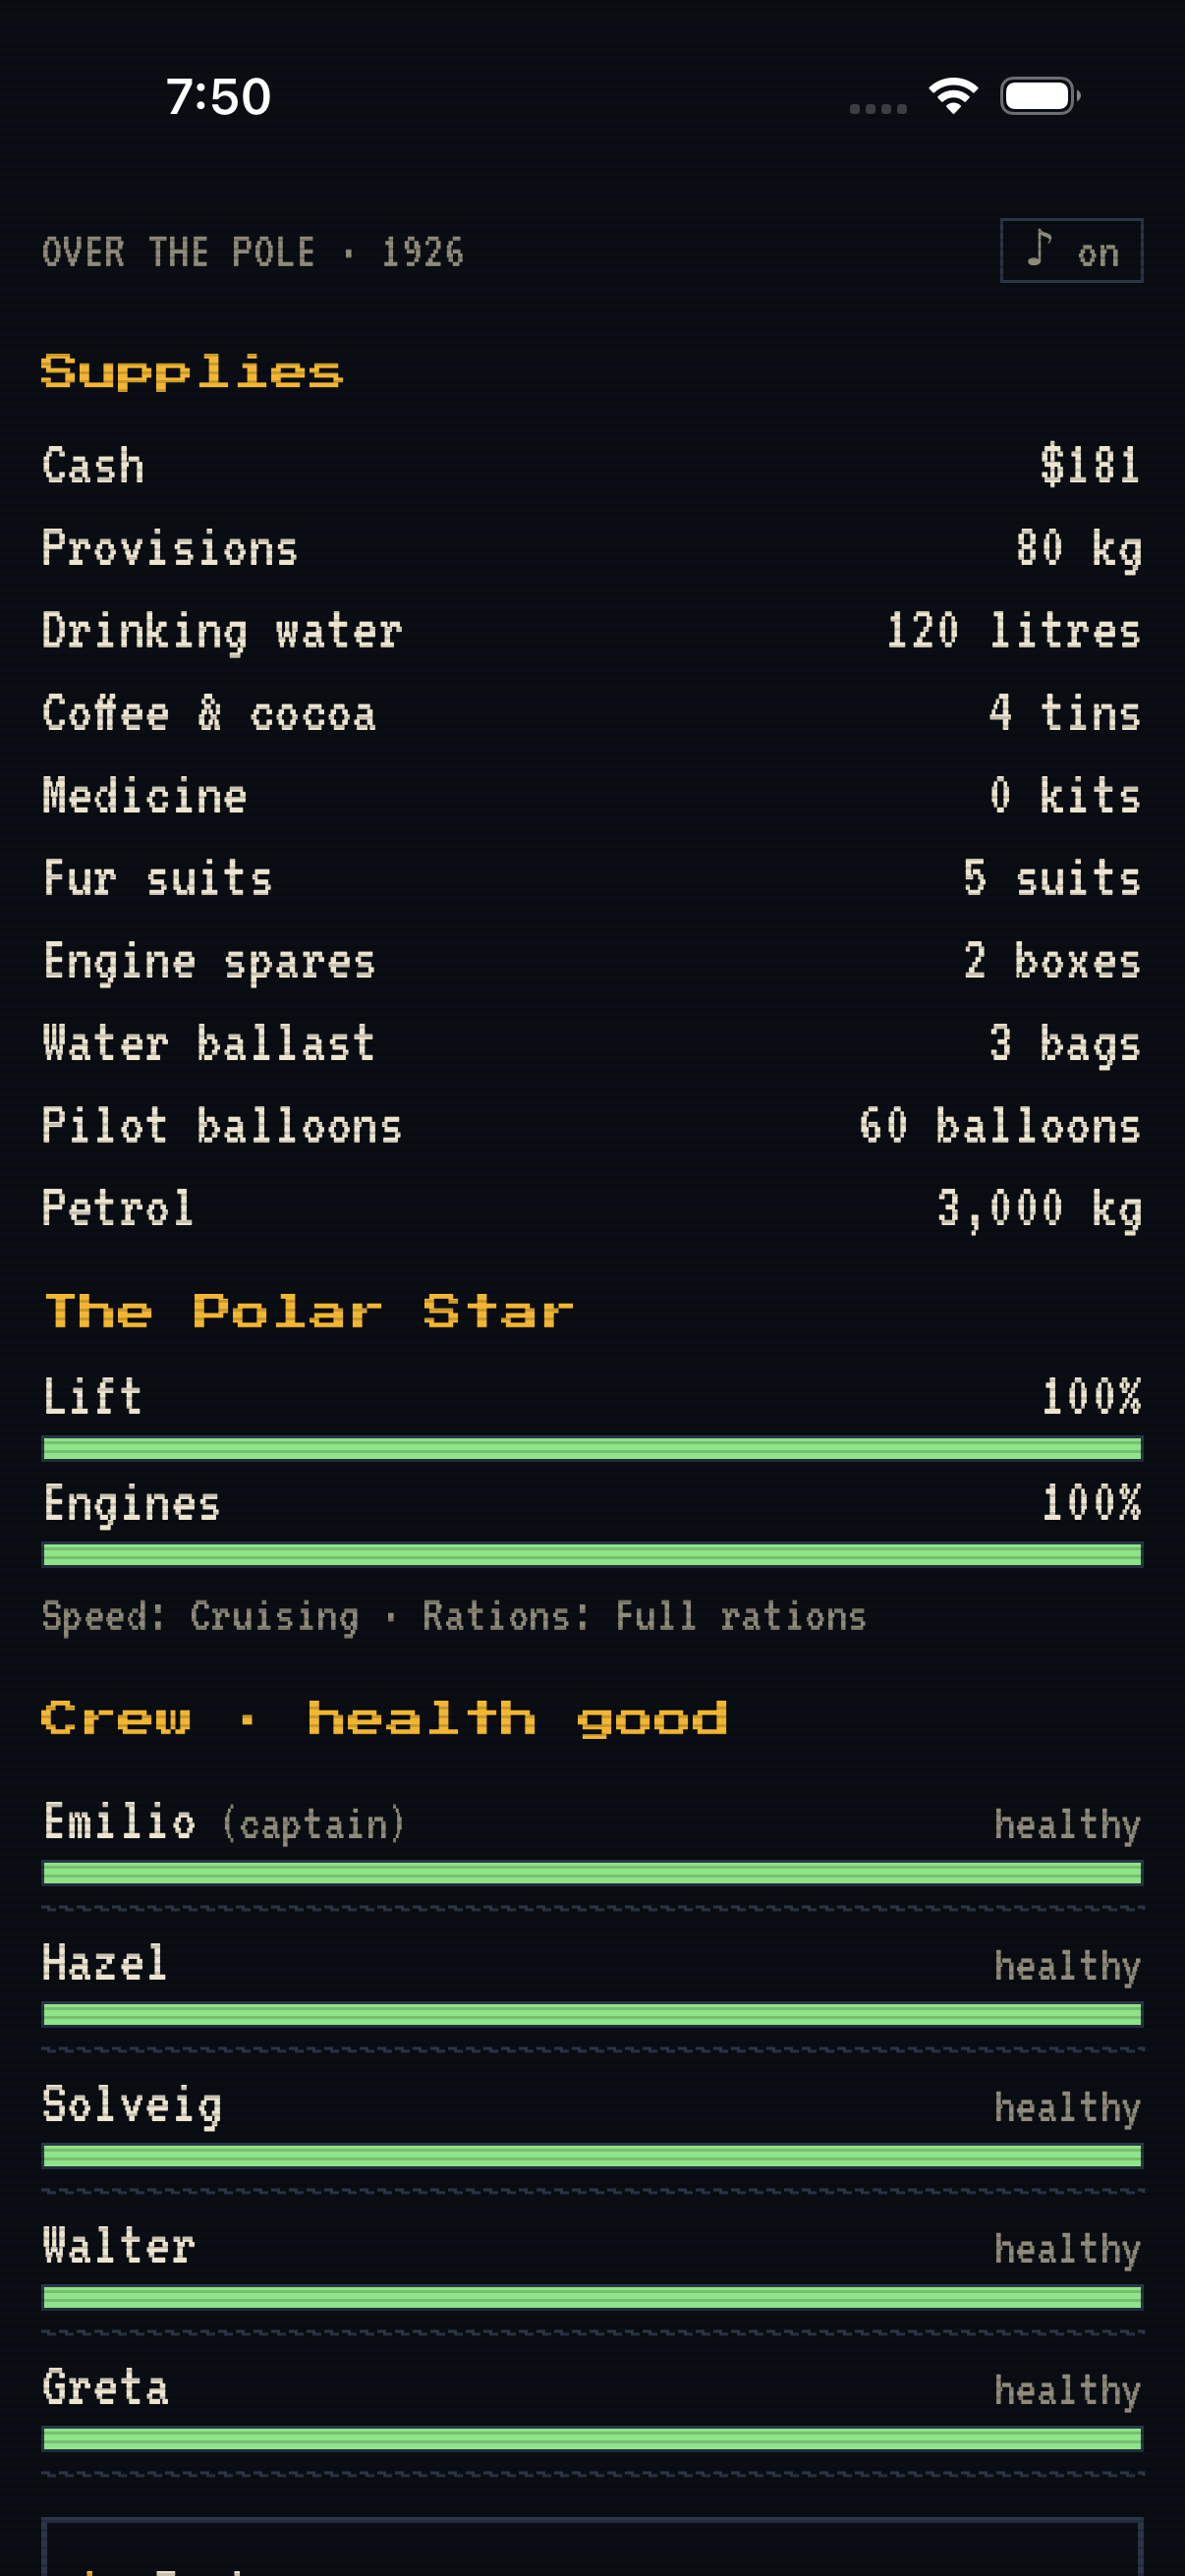 7:50
OVER THE POLE · 1926
♪ on
Supplies
Cash $181
Provisions 80 kg
Drinking water 120 litres
Coffee & cocoa 4 tins
Medicine 0 kits
Fur suits 5 suits
Engine spares 2 boxes
Water ballast 3 bags
Pilot balloons 60 balloons
Petrol 3,000 kg
The Polar Star
Lift 100%
Engines 100%
Speed: Cruising · Rations: Full rations
Crew · health good
Emilio (captain) healthy
Hazel healthy
Solveig healthy
Walter healthy
Greta healthy